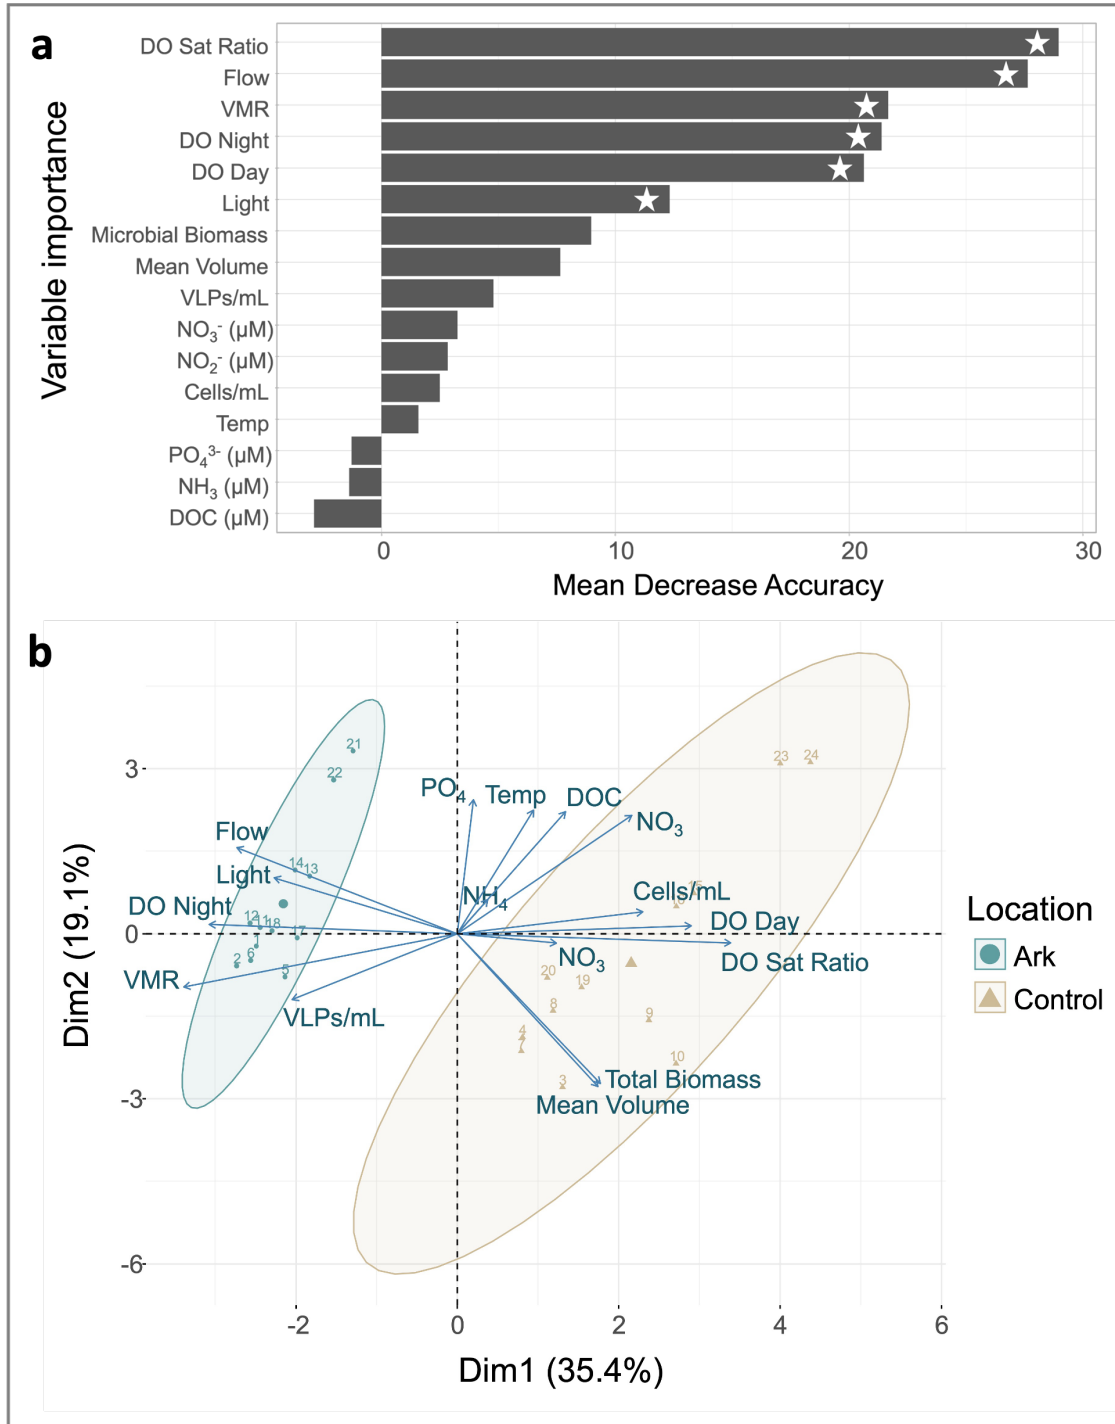 a
Variable importance
DO Sat Ratio
Flow
VMR
DO Night
DO Day
Light
Microbial Biomass
Mean Volume
VLPs/mL
NO₃⁻ (µM)
NO₂⁻ (µM)
Cells/mL
Temp
PO₄³⁻ (µM)
NH₃ (µM)
DOC (µM)
0 10 20 30
Mean Decrease Accuracy
b
Dim2 (19.1%)
3
0
-3
-6
21
22
23 24
PO₄ Temp DOC
NO₃
Flow
14 13
Light
NH₄
Cells/mL
DO Night
12 11 18
17
DO Day
1
2 6
5
NO₃
DO Sat Ratio
VMR
20
19
VLPs/mL
8
9
4
7
10
3
Total Biomass
Mean Volume
Location
Ark
Control
-2 0 2 4 6
Dim1 (35.4%)